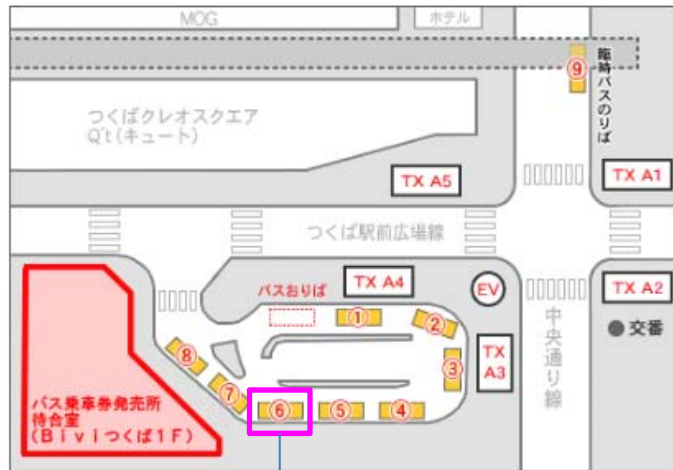 MOG
ホテル
⑨
臨時バスのりば
つくばクレオスクエア
Q't(キュート)
TX A5
TX A1
つくば駅前広場線
バスおりば
TX A4
EV
TX A2
①
②
中央通り線
●交番
③
TX
A3
⑧
⑦
⑥
⑤
④
バス乗車券発売所
待合室
(Biviつくば1F)